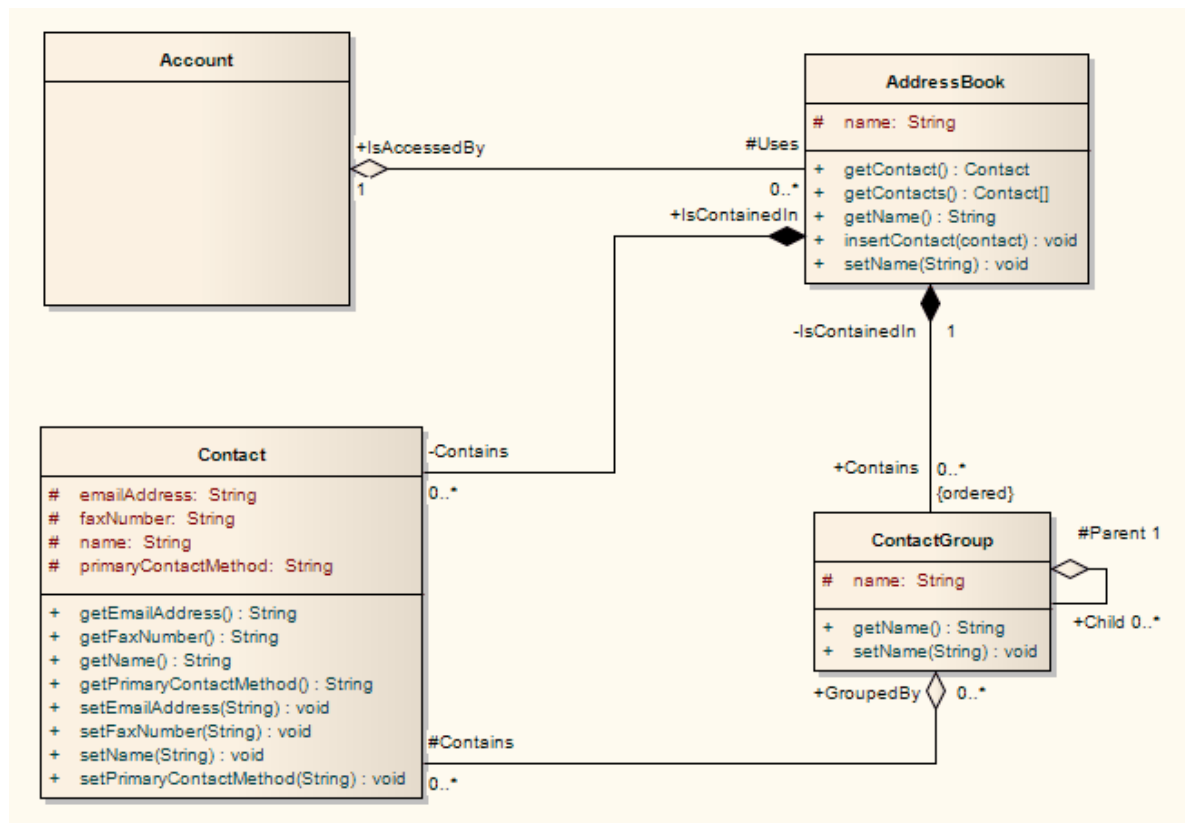 Account
AddressBook
# name: String
+ getContact() : Contact
+ getContacts() : Contact[]
+ getName() : String
+ insertContact(contact) : void
+ setName(String) : void
+IsAccessedBy
1
#Uses
0..*
+IsContainedIn
-IsContainedIn 1
-Contains
0..*
+Contains 0..*
{ordered}
Contact
# emailAddress: String
# faxNumber: String
# name: String
# primaryContactMethod: String
+ getEmailAddress() : String
+ getFaxNumber() : String
+ getName() : String
+ getPrimaryContactMethod() : String
+ setEmailAddress(String) : void
+ setFaxNumber(String) : void
+ setName(String) : void
+ setPrimaryContactMethod(String) : void
ContactGroup
# name: String
+ getName() : String
+ setName(String) : void
#Parent 1
+Child 0..*
+GroupedBy 0..*
#Contains
0..*